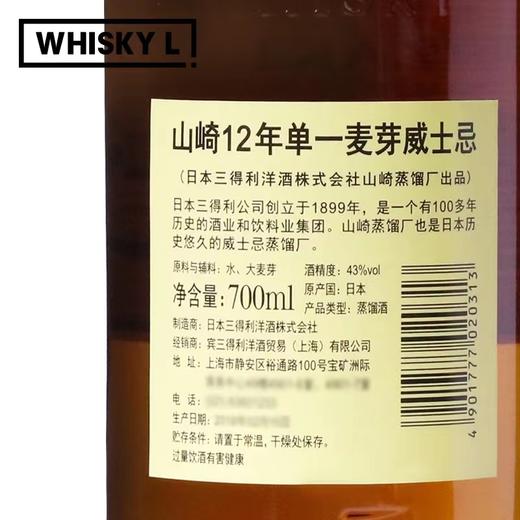 WHISKY L
山崎12年单一麦芽威士忌
(日本三得利洋酒株式会社山崎蒸馏厂出品)
日本三得利公司创立于1899年，是一个有100多年
历史的酒业和饮料业集团。山崎蒸馏厂也是日本历
史悠久的威士忌蒸馏厂。
原料与辅料：水、大麦芽 酒精度：43%vol
净含量:700ml 原产国：日本
产品类型：蒸馏酒
制造商：日本三得利洋酒株式会社
经销商：宾三得利洋酒贸易（上海）有限公司
地 址：上海市静安区裕通路100号宝矿洲际
电 话：
生产日期：
贮存条件：请置于常温，干燥处保存。
过量饮酒有害健康
4901777020313